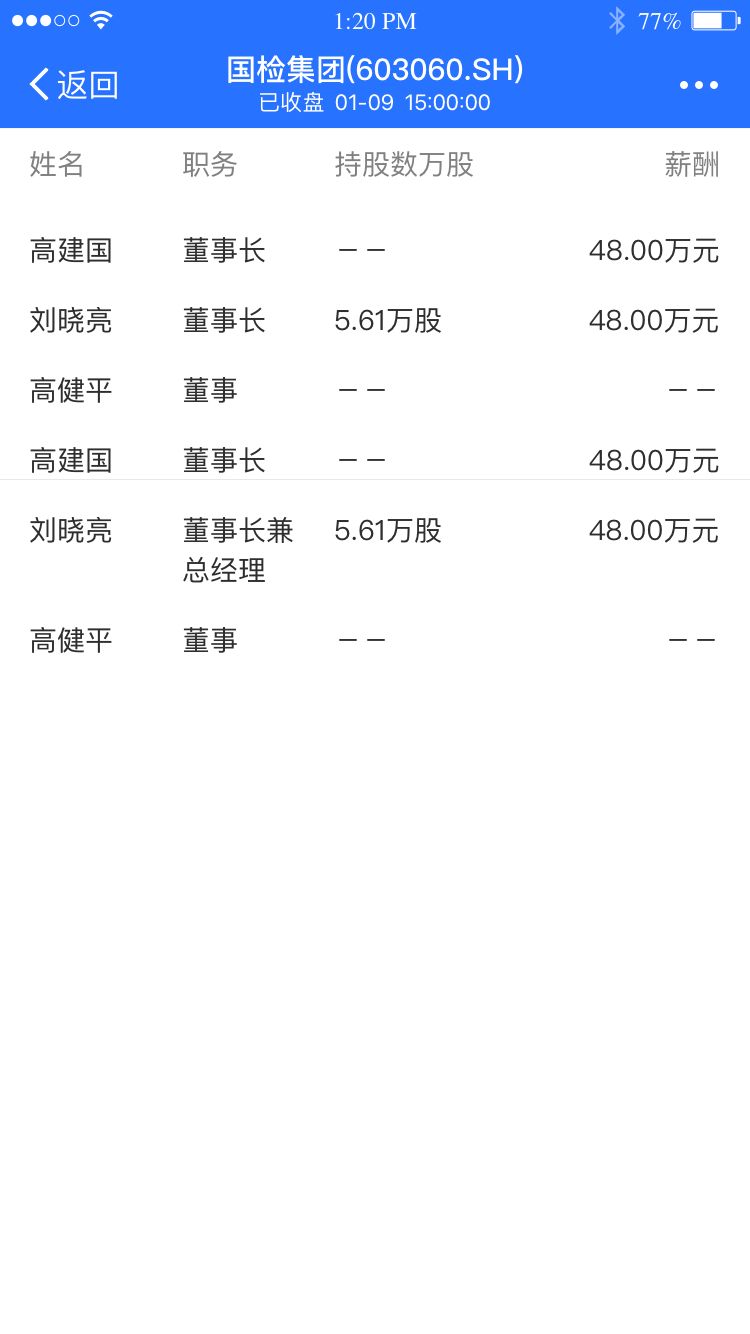 1:20 PM 77%
返回 国检集团(603060.SH)
已收盘 01-09 15:00:00
姓名 职务 持股数万股 薪酬
高建国 董事长 －－ 48.00万元
刘晓亮 董事长 5.61万股 48.00万元
高健平 董事 －－ －－
高建国 董事长 －－ 48.00万元
刘晓亮 董事长兼 5.61万股 48.00万元
总经理
高健平 董事 －－ －－